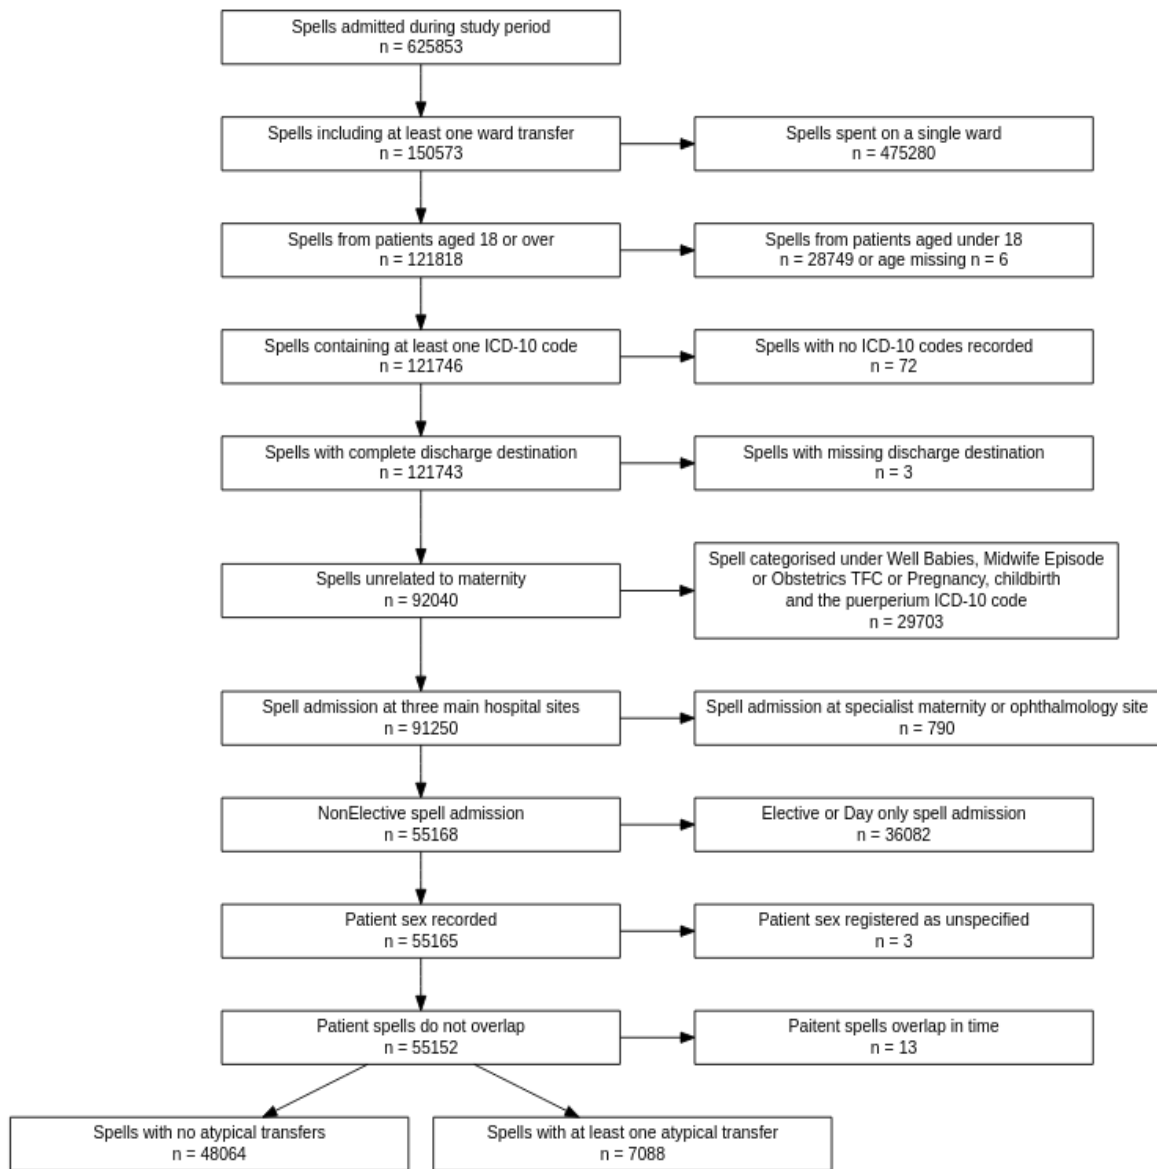 Spells admitted during study period
n = 625853
Spells including at least one ward transfer
n = 150573
Spells spent on a single ward
n = 475280
Spells from patients aged 18 or over
n = 121818
Spells from patients aged under 18
n = 28749 or age missing n = 6
Spells containing at least one ICD-10 code
n = 121746
Spells with no ICD-10 codes recorded
n = 72
Spells with complete discharge destination
n = 121743
Spells with missing discharge destination
n = 3
Spells unrelated to maternity
n = 92040
Spell categorised under Well Babies, Midwife Episode
or Obstetrics TFC or Pregnancy, childbirth
and the puerperium ICD-10 code
n = 29703
Spell admission at three main hospital sites
n = 91250
Spell admission at specialist maternity or ophthalmology site
n = 790
NonElective spell admission
n = 55168
Elective or Day only spell admission
n = 36082
Patient sex recorded
n = 55165
Patient sex registered as unspecified
n = 3
Patient spells do not overlap
n = 55152
Paitent spells overlap in time
n = 13
Spells with no atypical transfers
n = 48064
Spells with at least one atypical transfer
n = 7088